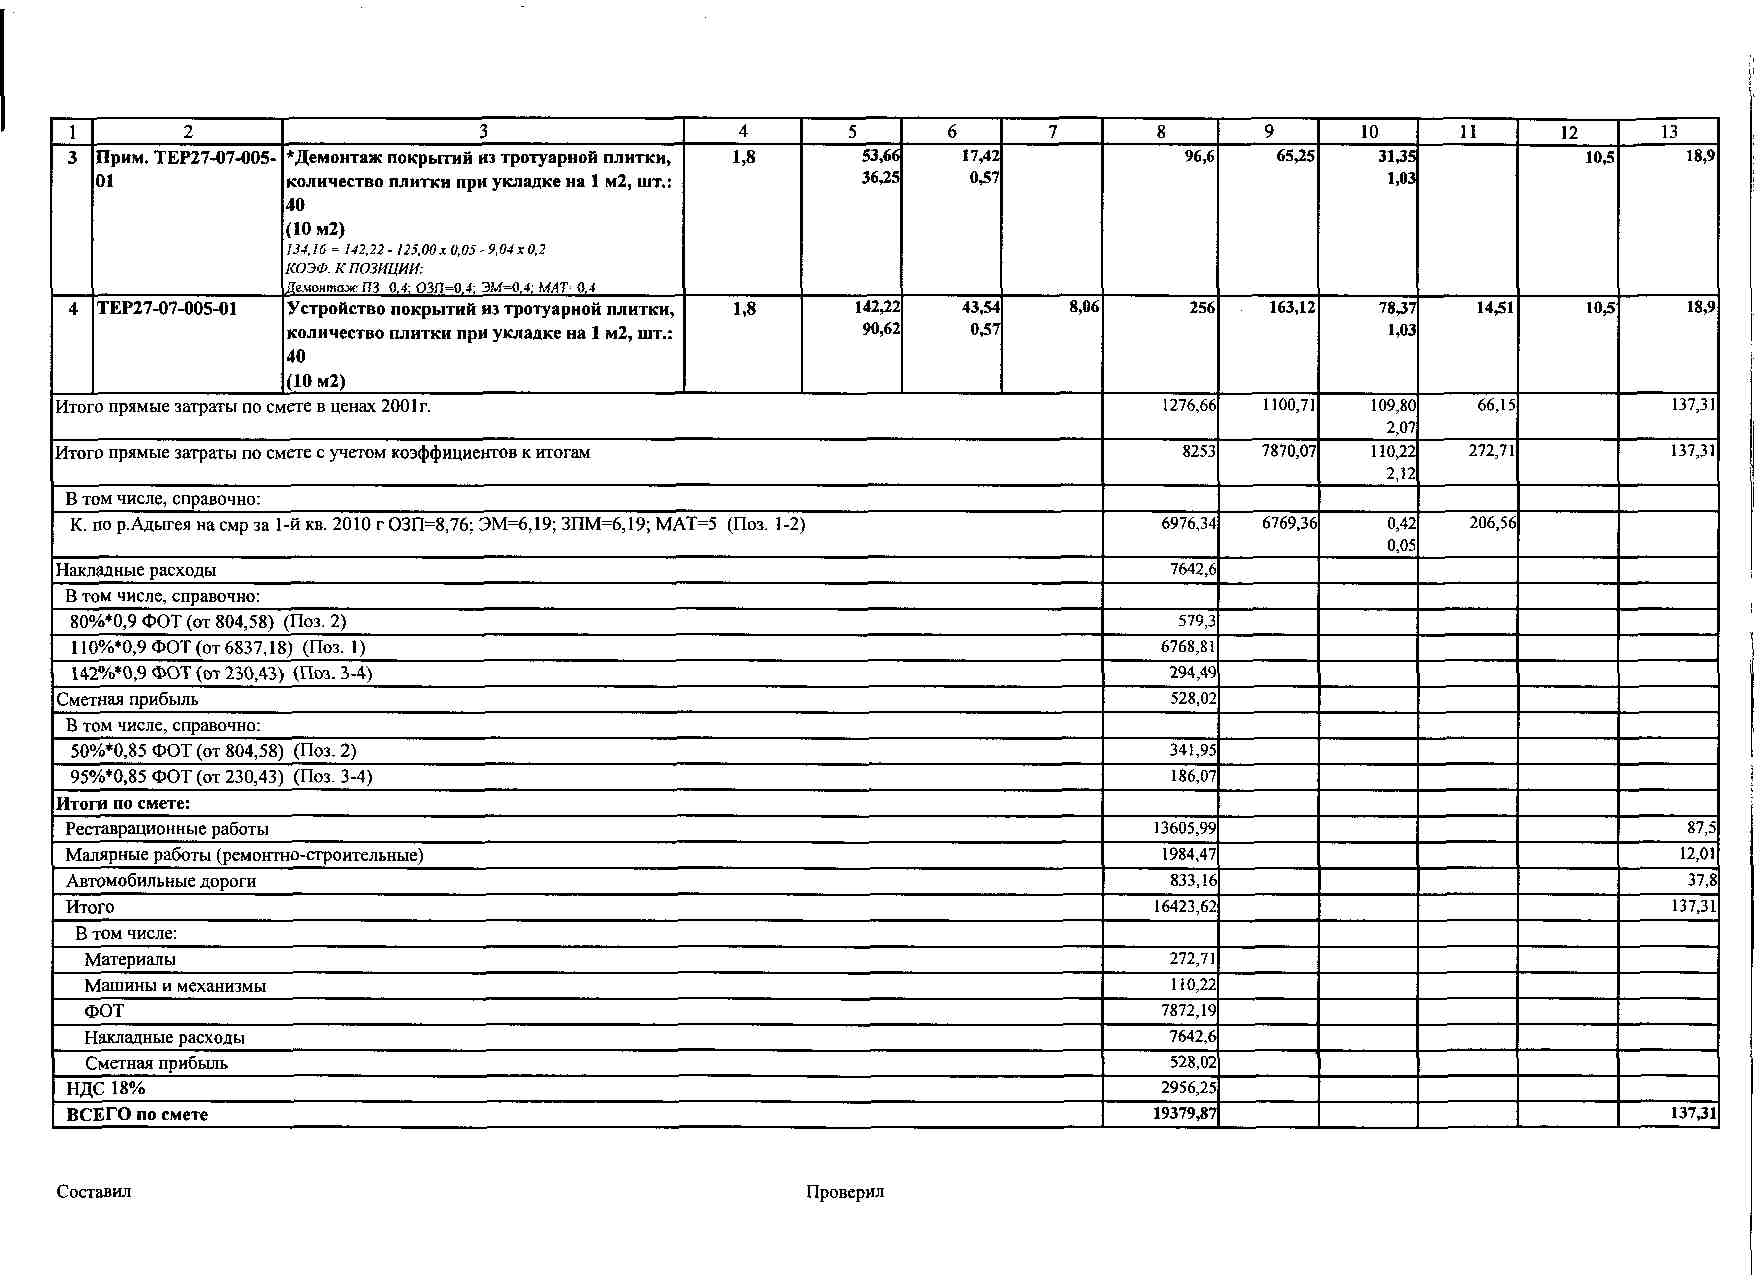 1 2 3 4 5 6 7 8 9 10 11 12 13
3 Прим. ТЕР27-07-005- *Демонтаж покрытий из тротуарной плитки, 1,8 53,66 17,42 96,6 65,25 31,35 10,5 18,9
01 количество плитки при укладке на 1 м2, шт.: 36,25 0,57 1,03
40
(10 м2)
134,16 = 142,22 - 125,00 x 0,05 - 9,04 x 0,2
КОЭФ. К ПОЗИЦИИ:
Демонтаж ПЗ 0,4; ОЗП=0,4; ЭМ=0,4; МАТ 0,4
4 ТЕР27-07-005-01 Устройство покрытий из тротуарной плитки, 1,8 142,22 43,54 8,06 256 163,12 78,37 14,51 10,5 18,9
количество плитки при укладке на 1 м2, шт.: 90,62 0,57 1,03
40
(10 м2)
Итого прямые затраты по смете в ценах 2001г. 1276,66 1100,71 109,80 66,15 137,31
2,07
Итого прямые затраты по смете с учетом коэффициентов к итогам 8253 7870,07 110,22 272,71 137,31
2,12
В том числе, справочно:
К. по р.Адыгея на смр за 1-й кв. 2010 г ОЗП=8,76; ЭМ=6,19; ЗПМ=6,19; МАТ=5 (Поз. 1-2) 6976,34 6769,36 0,42 206,56
0,05
Накладные расходы 7642,6
В том числе, справочно:
80%*0,9 ФОТ (от 804,58) (Поз. 2) 579,3
110%*0,9 ФОТ (от 6837,18) (Поз. 1) 6768,81
142%*0,9 ФОТ (от 230,43) (Поз. 3-4) 294,49
Сметная прибыль 528,02
В том числе, справочно:
50%*0,85 ФОТ (от 804,58) (Поз. 2) 341,95
95%*0,85 ФОТ (от 230,43) (Поз. 3-4) 186,07
Итоги по смете:
Реставрационные работы 13605,99 87,5
Малярные работы (ремонтно-строительные) 1984,47 12,01
Автомобильные дороги 833,16 37,8
Итого 16423,62 137,31
В том числе:
Материалы 272,71
Машины и механизмы 110,22
ФОТ 7872,19
Накладные расходы 7642,6
Сметная прибыль 528,02
НДС 18% 2956,25
ВСЕГО по смете 19379,87 137,31
Составил Проверил